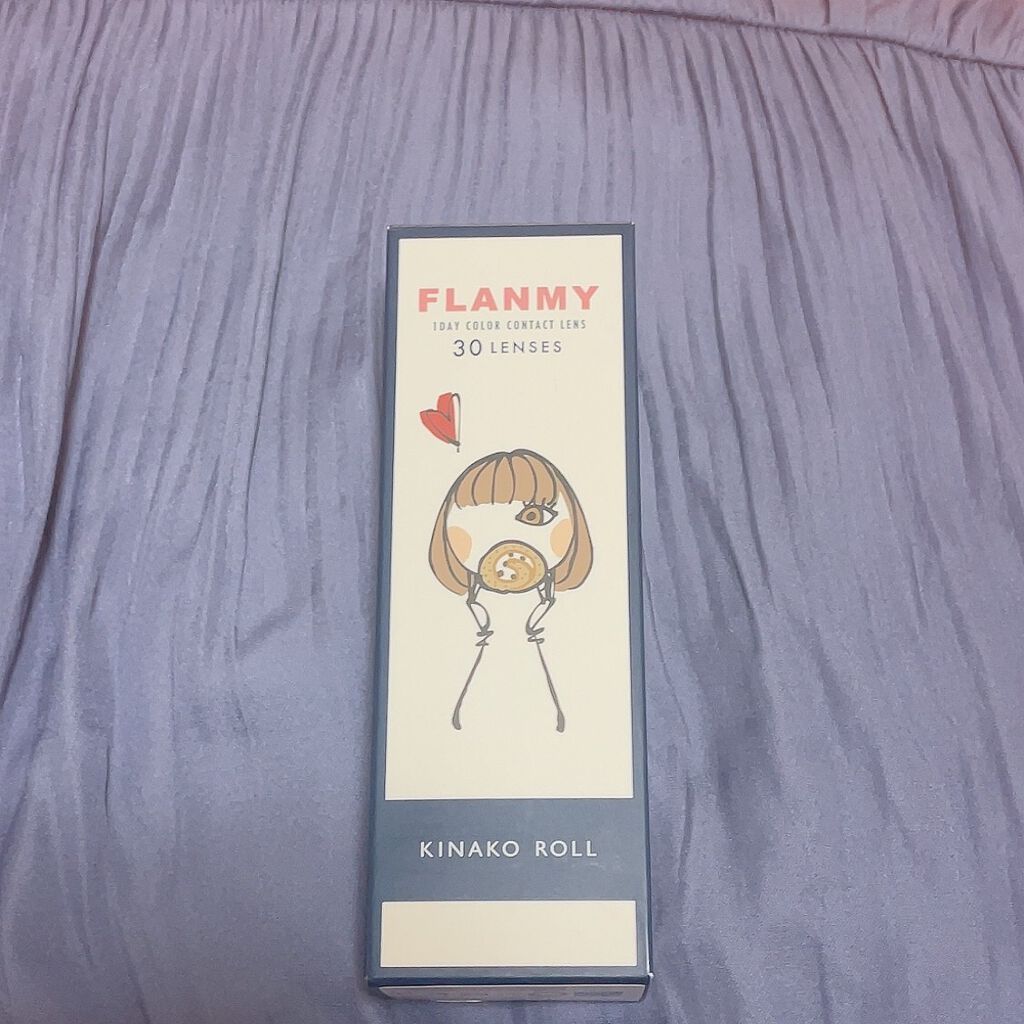 FLANMY
1DAY COLOR CONTACT LENS
30 LENSES
KINAKO ROLL